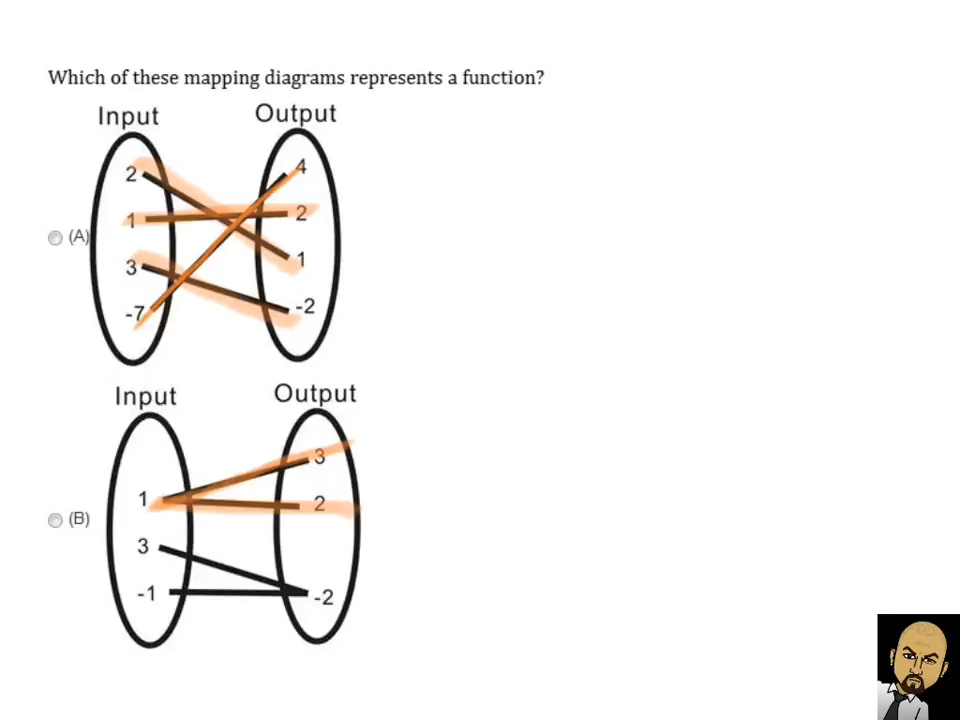 Which of these mapping diagrams represents a function?
Input Output
2 4
1 2
(A)
3 1
-7 -2
Input Output
1 3
2
(B)
3
-1 -2